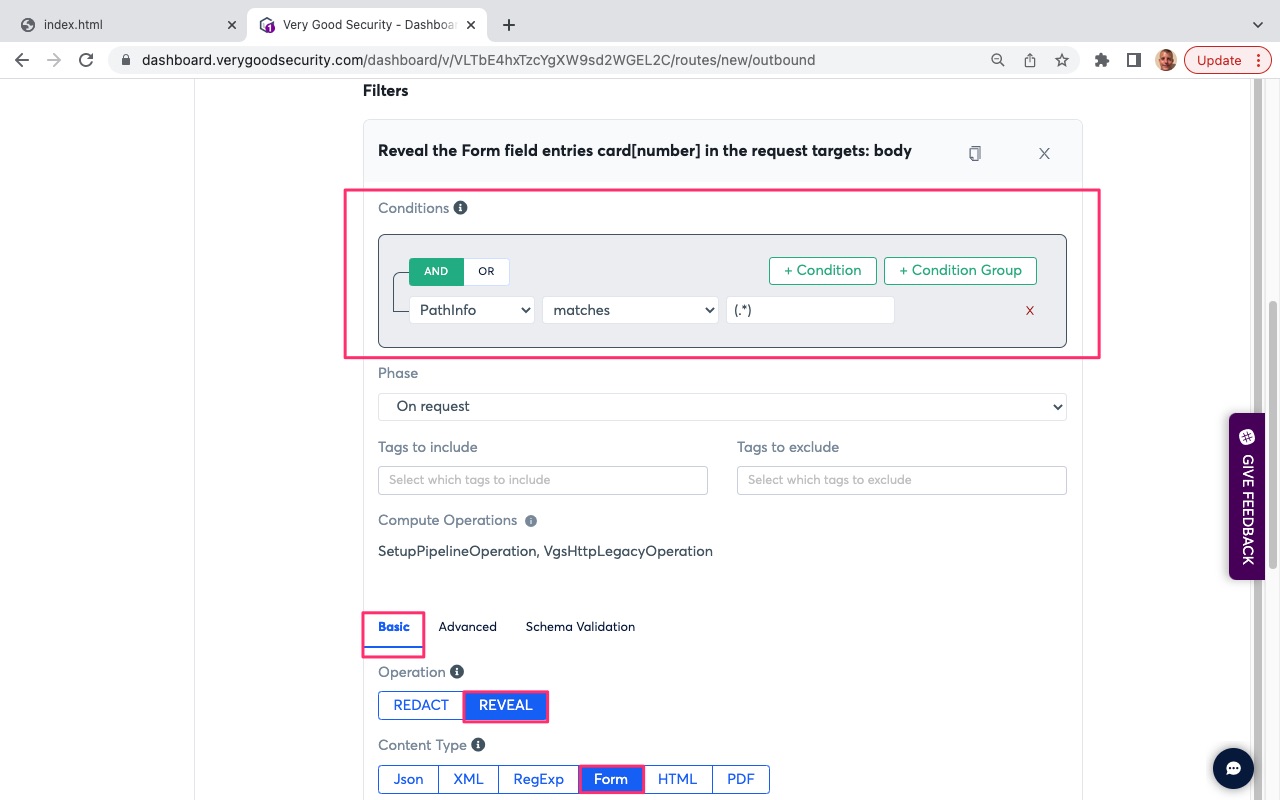 index.html
Very Good Security - Dashboa
dashboard.verygoodsecurity.com/dashboard/v/VLTbE4hxTzcYgXW9sd2WGEL2C/routes/new/outbound
Update
Filters
Reveal the Form field entries card[number] in the request targets: body
Conditions
AND OR + Condition + Condition Group
PathInfo matches (.*) X
Phase
On request
Tags to include Tags to exclude
Select which tags to include Select which tags to exclude
Compute Operations
SetupPipelineOperation, VgsHttpLegacyOperation
GIVE FEEDBACK
Basic Advanced Schema Validation
Operation
REDACT REVEAL
Content Type
Json XML RegExp Form HTML PDF